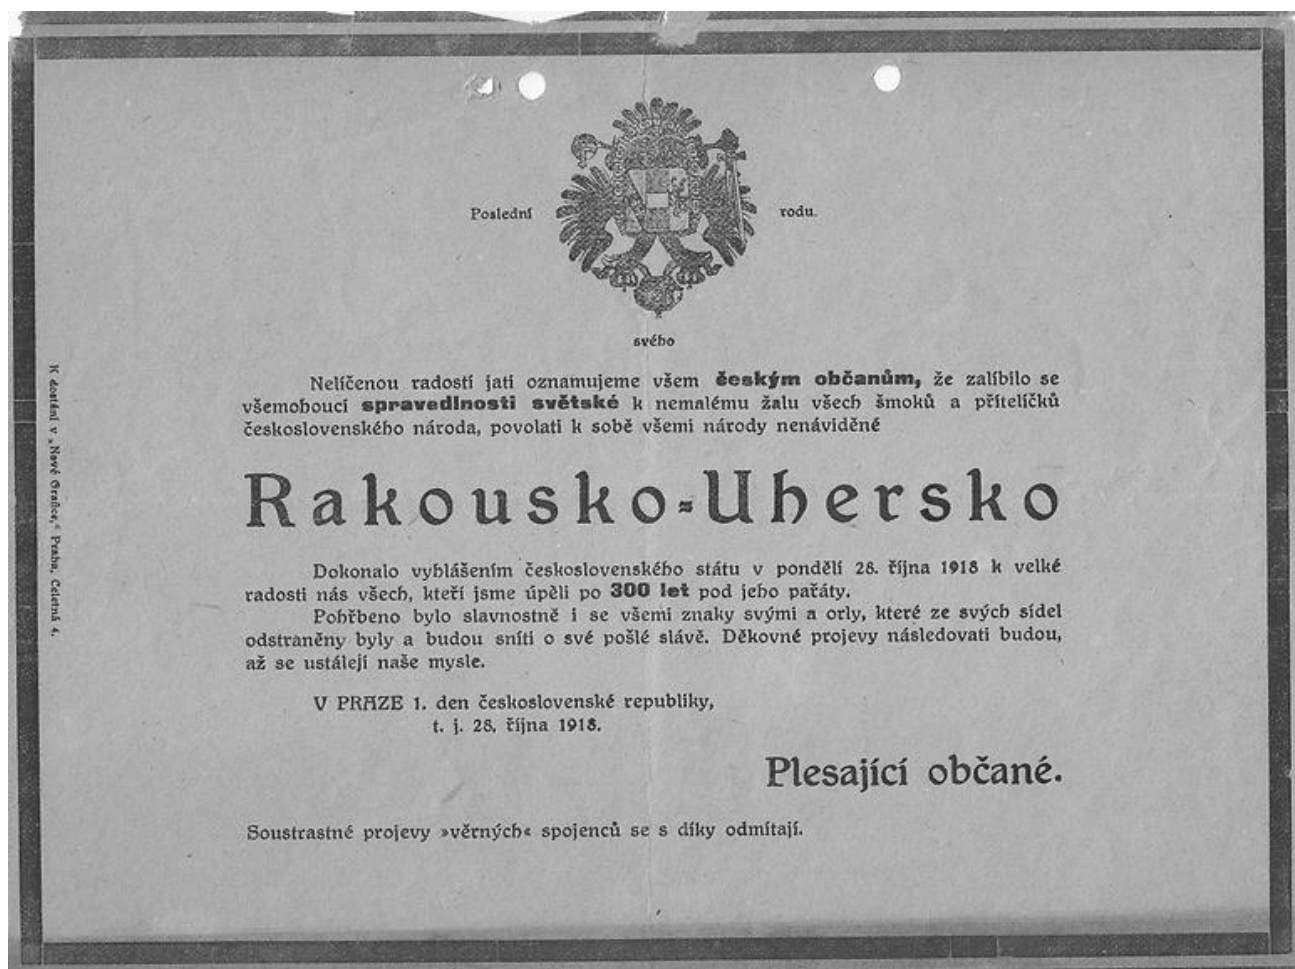 Poslední
rodu.
svého
Nelíčenou radostí jati oznamujeme všem českým občanům, že zalíbilo se
všemohoucí spravedlnosti světské k nemalému žalu všech šmoků a přítelíčků
československého národa, povolati k sobě všemi národy nenáviděné
Rakousko-Uhersko
Dokonalo vyhlášením československého státu v pondělí 28. října 1918 k velké
radosti nás všech, kteří jsme úpěli po 300 let pod jeho pařáty.
Pohřbeno bylo slavnostně i se všemi znaky svými a orly, které ze svých sídel
odstraněny byly a budou sníti o své pošlé slávě. Děkovné projevy následovati budou,
až se ustálejí naše mysle.
V PRAZE 1. den československé republiky,
t. j. 28. října 1918.
Plesající občané.
Soustrastné projevy »věrných« spojenců se s díky odmítají.
K dostání v „Nové Grafice,“ Praha, Celetná 4.